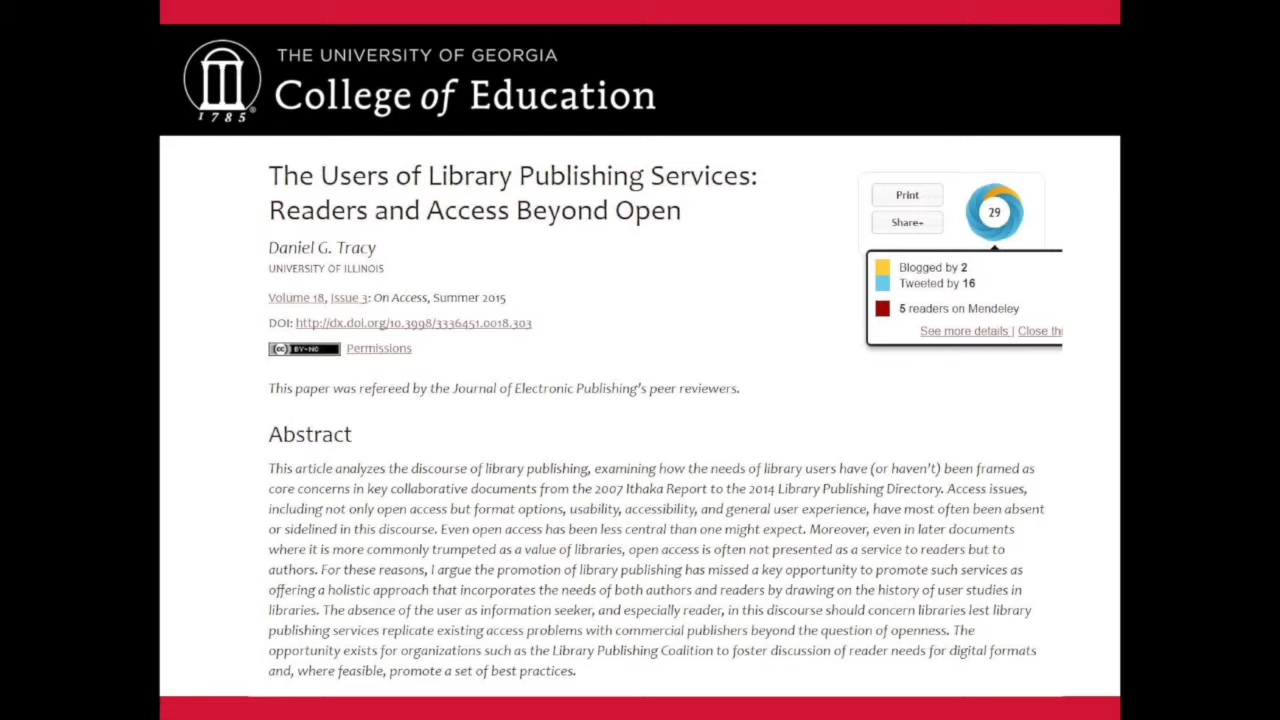 THE UNIVERSITY OF GEORGIA
College of Education
1785
The Users of Library Publishing Services:
Readers and Access Beyond Open
Daniel G. Tracy
UNIVERSITY OF ILLINOIS
Volume 18, Issue 3: On Access, Summer 2015
DOI: http://dx.doi.org/10.3998/3336451.0018.303
cc BY-NC Permissions
Print
Share+
29
Blogged by 2
Tweeted by 16
5 readers on Mendeley
See more details | Close thi
This paper was refereed by the Journal of Electronic Publishing's peer reviewers.
Abstract
This article analyzes the discourse of library publishing, examining how the needs of library users have (or haven't) been framed as
core concerns in key collaborative documents from the 2007 Ithaka Report to the 2014 Library Publishing Directory. Access issues,
including not only open access but format options, usability, accessibility, and general user experience, have most often been absent
or sidelined in this discourse. Even open access has been less central than one might expect. Moreover, even in later documents
where it is more commonly trumpeted as a value of libraries, open access is often not presented as a service to readers but to
authors. For these reasons, I argue the promotion of library publishing has missed a key opportunity to promote such services as
offering a holistic approach that incorporates the needs of both authors and readers by drawing on the history of user studies in
libraries. The absence of the user as information seeker, and especially reader, in this discourse should concern libraries lest library
publishing services replicate existing access problems with commercial publishers beyond the question of openness. The
opportunity exists for organizations such as the Library Publishing Coalition to foster discussion of reader needs for digital formats
and, where feasible, promote a set of best practices.